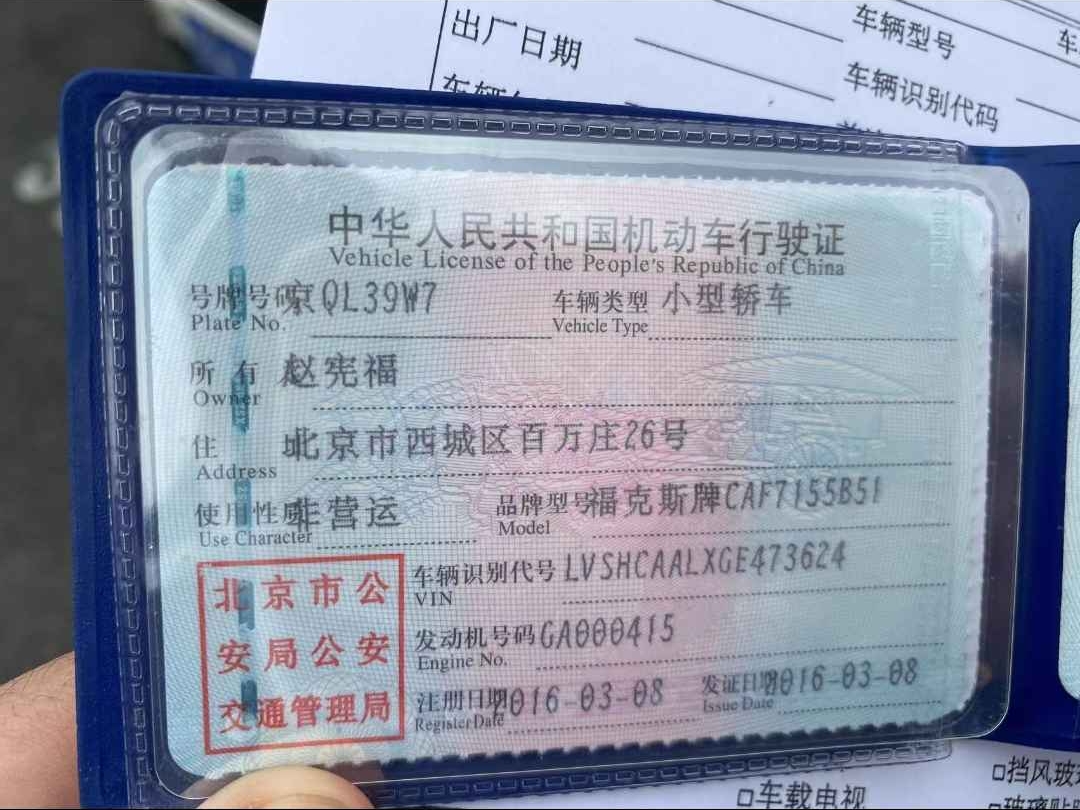 出厂日期
车辆型号
车辆识别代码
中华人民共和国机动车行驶证
Vehicle License of the People's Republic of China
号牌号码 京QL39W7 车辆类型 小型轿车
Plate No. Vehicle Type
所有 赵宪福
Owner
住 北京市西城区百万庄26号
Address
使用性质 非营运 品牌型号 福克斯牌CAF7155B51
Use Character Model
北京市公
安局公安
交通管理局
车辆识别代号 LVSHCAALXGE473624
VIN
发动机号码 GA000415
Engine No.
注册日期 2016-03-08 发证日期 2016-03-08
Register Date Issue Date
□挡风玻
□车载电视
□玻璃贴